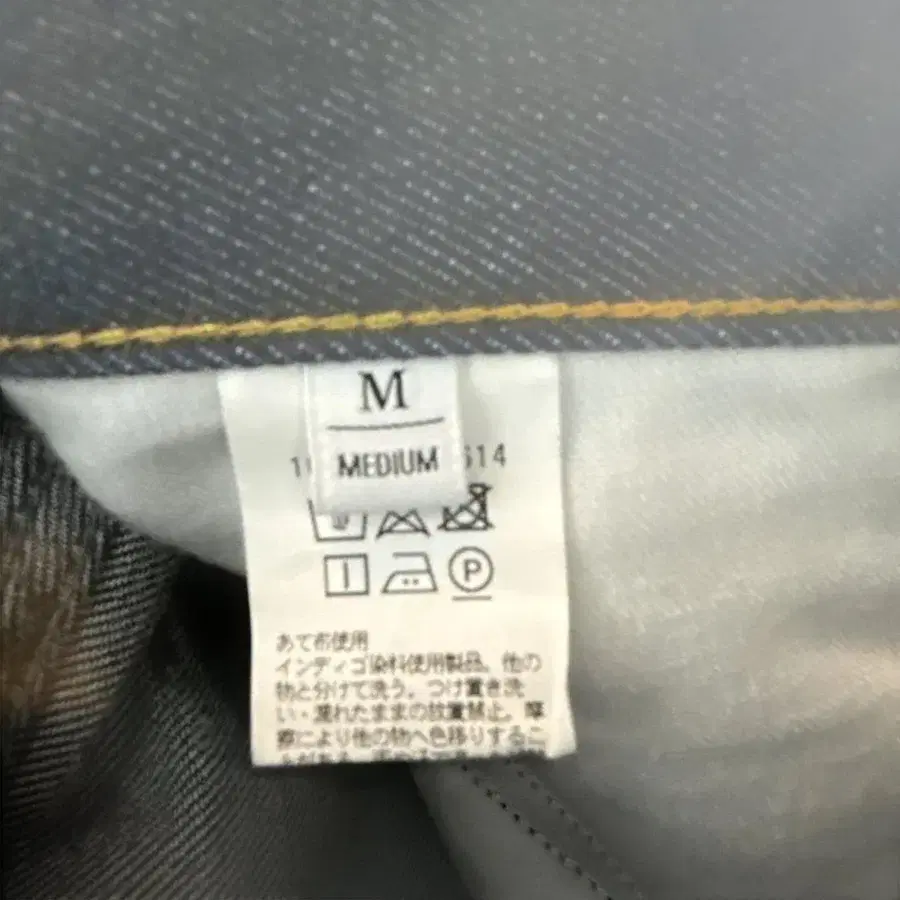 M
MEDIUM
614
P
あて布使用
インディゴ染料使用製品。他の
物と分けて洗う。つけ置き洗
い・濡れたままの放置禁止。摩
擦により他の物へ色移りするこ